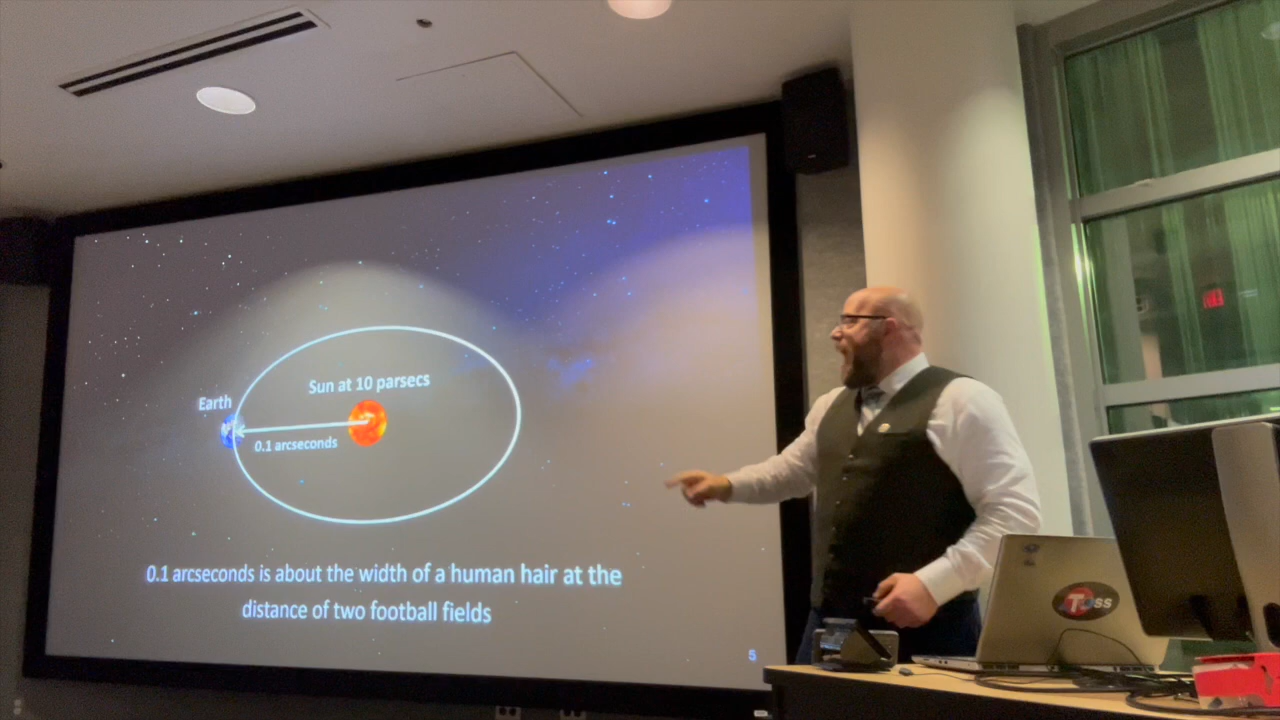 Sun at 10 parsecs
Earth
0.1 arcseconds
0.1 arcseconds is about the width of a human hair at the
distance of two football fields
5
Toss